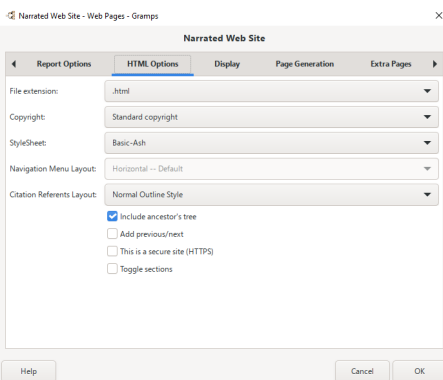 Narrated Web Site - Web Pages - Gramps
Narrated Web Site
Report Options HTML Options Display Page Generation Extra Pages
File extension: .html
Copyright: Standard copyright
StyleSheet: Basic-Ash
Navigation Menu Layout: Horizontal -- Default
Citation Referents Layout: Normal Outline Style
Include ancestor's tree
Add previous/next
This is a secure site (HTTPS)
Toggle sections
Help Cancel OK